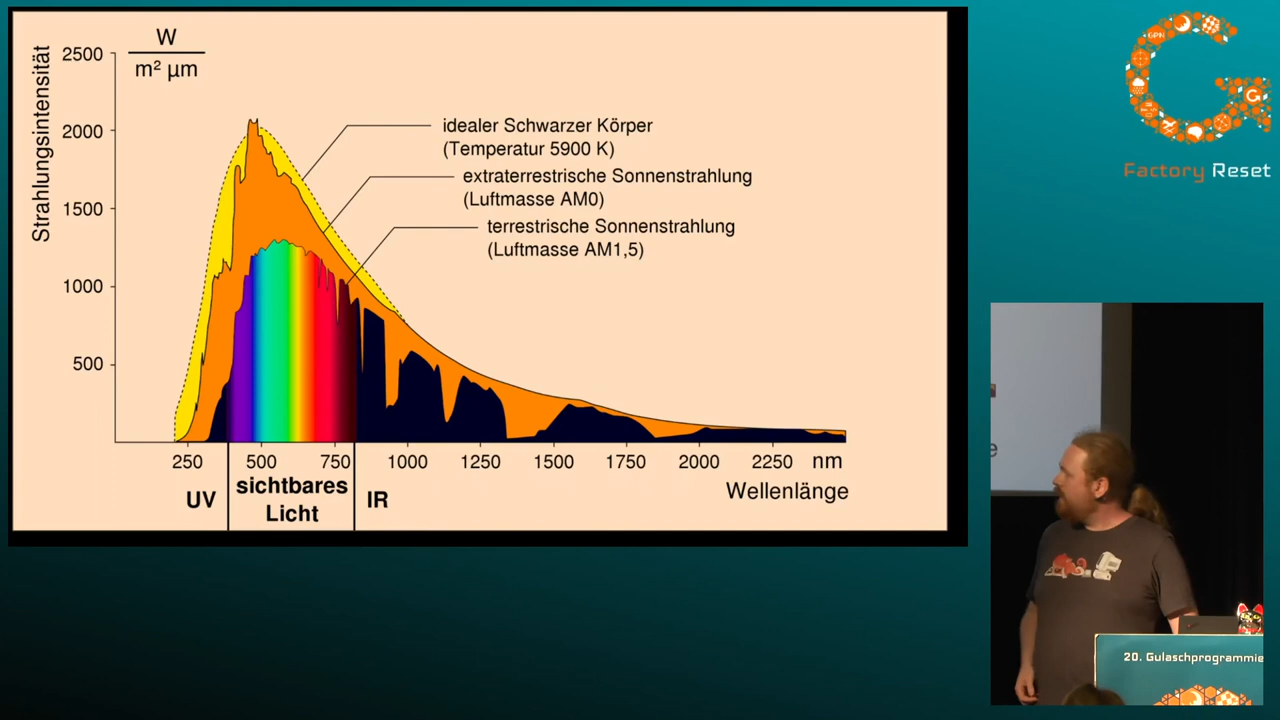 W
m² µm
Strahlungsintensität
2500
2000
1500
1000
500
idealer Schwarzer Körper
(Temperatur 5900 K)
extraterrestrische Sonnenstrahlung
(Luftmasse AM0)
terrestrische Sonnenstrahlung
(Luftmasse AM1,5)
250 500 750 1000 1250 1500 1750 2000 2250 nm
Wellenlänge
UV
sichtbares
Licht
IR
GPN
G
Factory Reset
e
20. Gulaschprogrammie